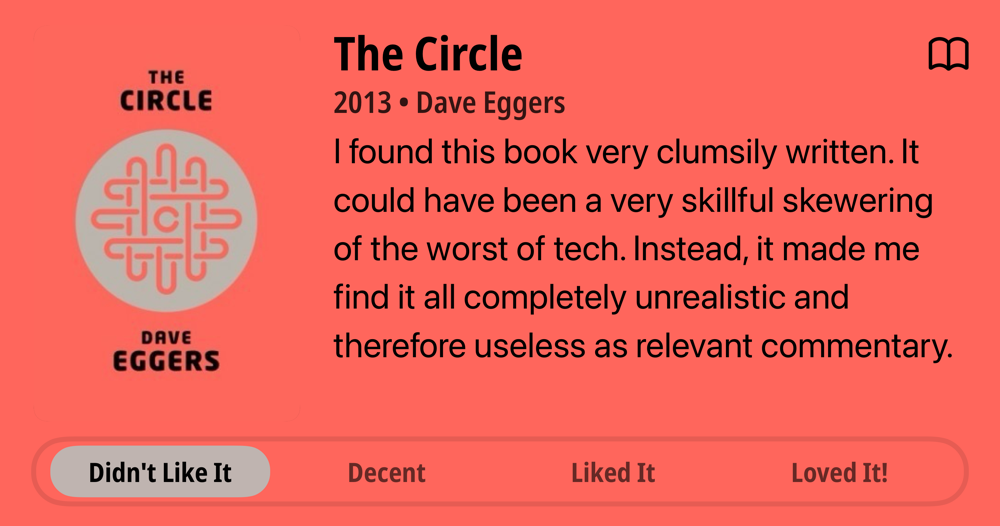 THE
CIRCLE
C
DAVE
EGGERS
The Circle
2013 • Dave Eggers
I found this book very clumsily written. It
could have been a very skillful skewering
of the worst of tech. Instead, it made me
find it all completely unrealistic and
therefore useless as relevant commentary.
Didn't Like It
Decent
Liked It
Loved It!